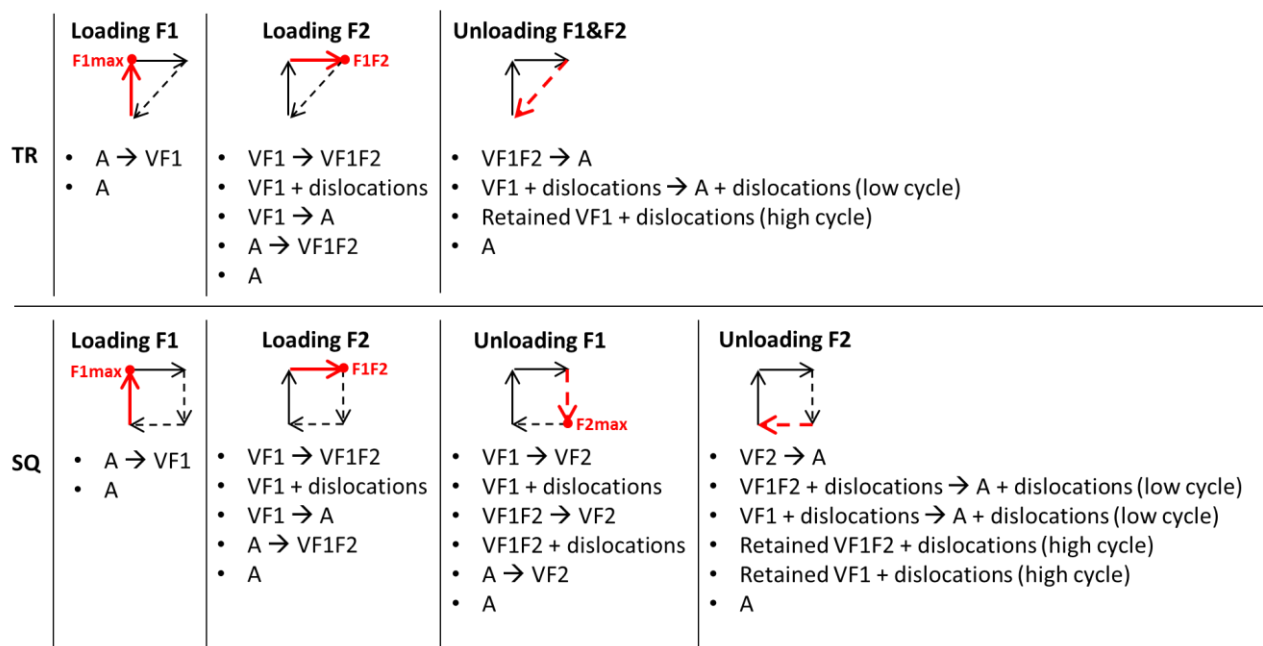 Loading F1
Loading F2
Unloading F1&F2
F1max
F1F2
TR
• A → VF1
• A
• VF1 → VF1F2
• VF1 + dislocations
• VF1 → A
• A → VF1F2
• A
• VF1F2 → A
• VF1 + dislocations → A + dislocations (low cycle)
• Retained VF1 + dislocations (high cycle)
• A
Loading F1
Loading F2
Unloading F1
Unloading F2
F1max
F1F2
F2max
SQ
• A → VF1
• A
• VF1 → VF1F2
• VF1 + dislocations
• VF1 → A
• A → VF1F2
• A
• VF1 → VF2
• VF1 + dislocations
• VF1F2 → VF2
• VF1F2 + dislocations
• A → VF2
• A
• VF2 → A
• VF1F2 + dislocations → A + dislocations (low cycle)
• VF1 + dislocations → A + dislocations (low cycle)
• Retained VF1F2 + dislocations (high cycle)
• Retained VF1 + dislocations (high cycle)
• A